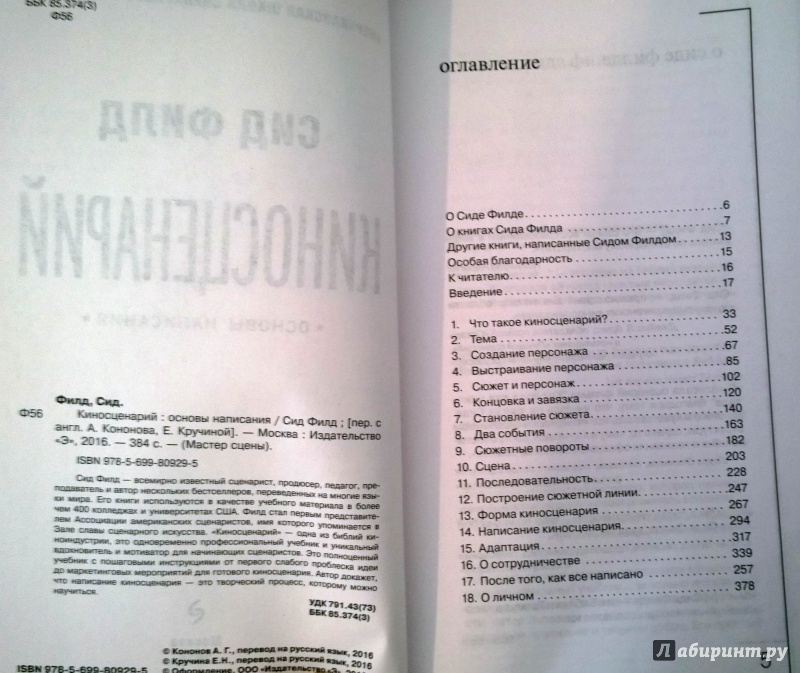 ББК 85.374(3)
Ф56
Филд, Сид.
Ф56 Киносценарий : основы написания / Сид Филд ; [пер. с
англ. А. Кононова, Е. Кручиной]. — Москва : Издательство
«Э», 2016. — 384 с. — (Мастер сцены).
ISBN 978-5-699-80929-5
Сид Филд — всемирно известный сценарист, продюсер, педагог, пре-
подаватель и автор нескольких бестселлеров, переведенных на многие язы-
ки мира. Его книги используются в качестве учебного материала в более
чем 400 колледжах и университетах США. Филд стал первым представите-
лем Ассоциации американских сценаристов, имя которого упоминается в
Зале славы сценарного искусства. «Киносценарий» — одна из библий ки-
ноиндустрии, это одновременно профессиональный учебник и уникальный
вдохновитель и мотиватор для начинающих сценаристов. Это полноценный
учебник с пошаговыми инструкциями от первого слабого проблеска идеи
до маркетинговых мероприятий для готового киносценария. Автор докажет,
что написание киносценария — это творческий процесс, которому можно
научиться.
УДК 791.43(73)
ББК 85.374(3)
© Кононов А. Г., перевод на русский язык, 2016
© Кручина Е.Н., перевод на русский язык, 2016
ISBN 978-5-699-80929-5 © Оформление. ООО «Издательство «Э», 2016
оглавление
О Сиде Филде 6
О книгах Сида Филда 7
Другие книги, написанные Сидом Филдом 13
Особая благодарность 15
К читателю 16
Введение 17
1. Что такое киносценарий? 33
2. Тема 52
3. Создание персонажа 67
4. Выстраивание персонажа 85
5. Сюжет и персонаж 102
6. Концовка и завязка 120
7. Становление сюжета 140
8. Два события 163
9. Сюжетные повороты 182
10. Сцена 203
11. Последовательность 228
12. Построение сюжетной линии 247
13. Форма киносценария 267
14. Написание киносценария 294
15. Адаптация 317
16. О сотрудничестве 339
17. После того, как все написано 257
18. О личном 378
5
Лабиринт.ру